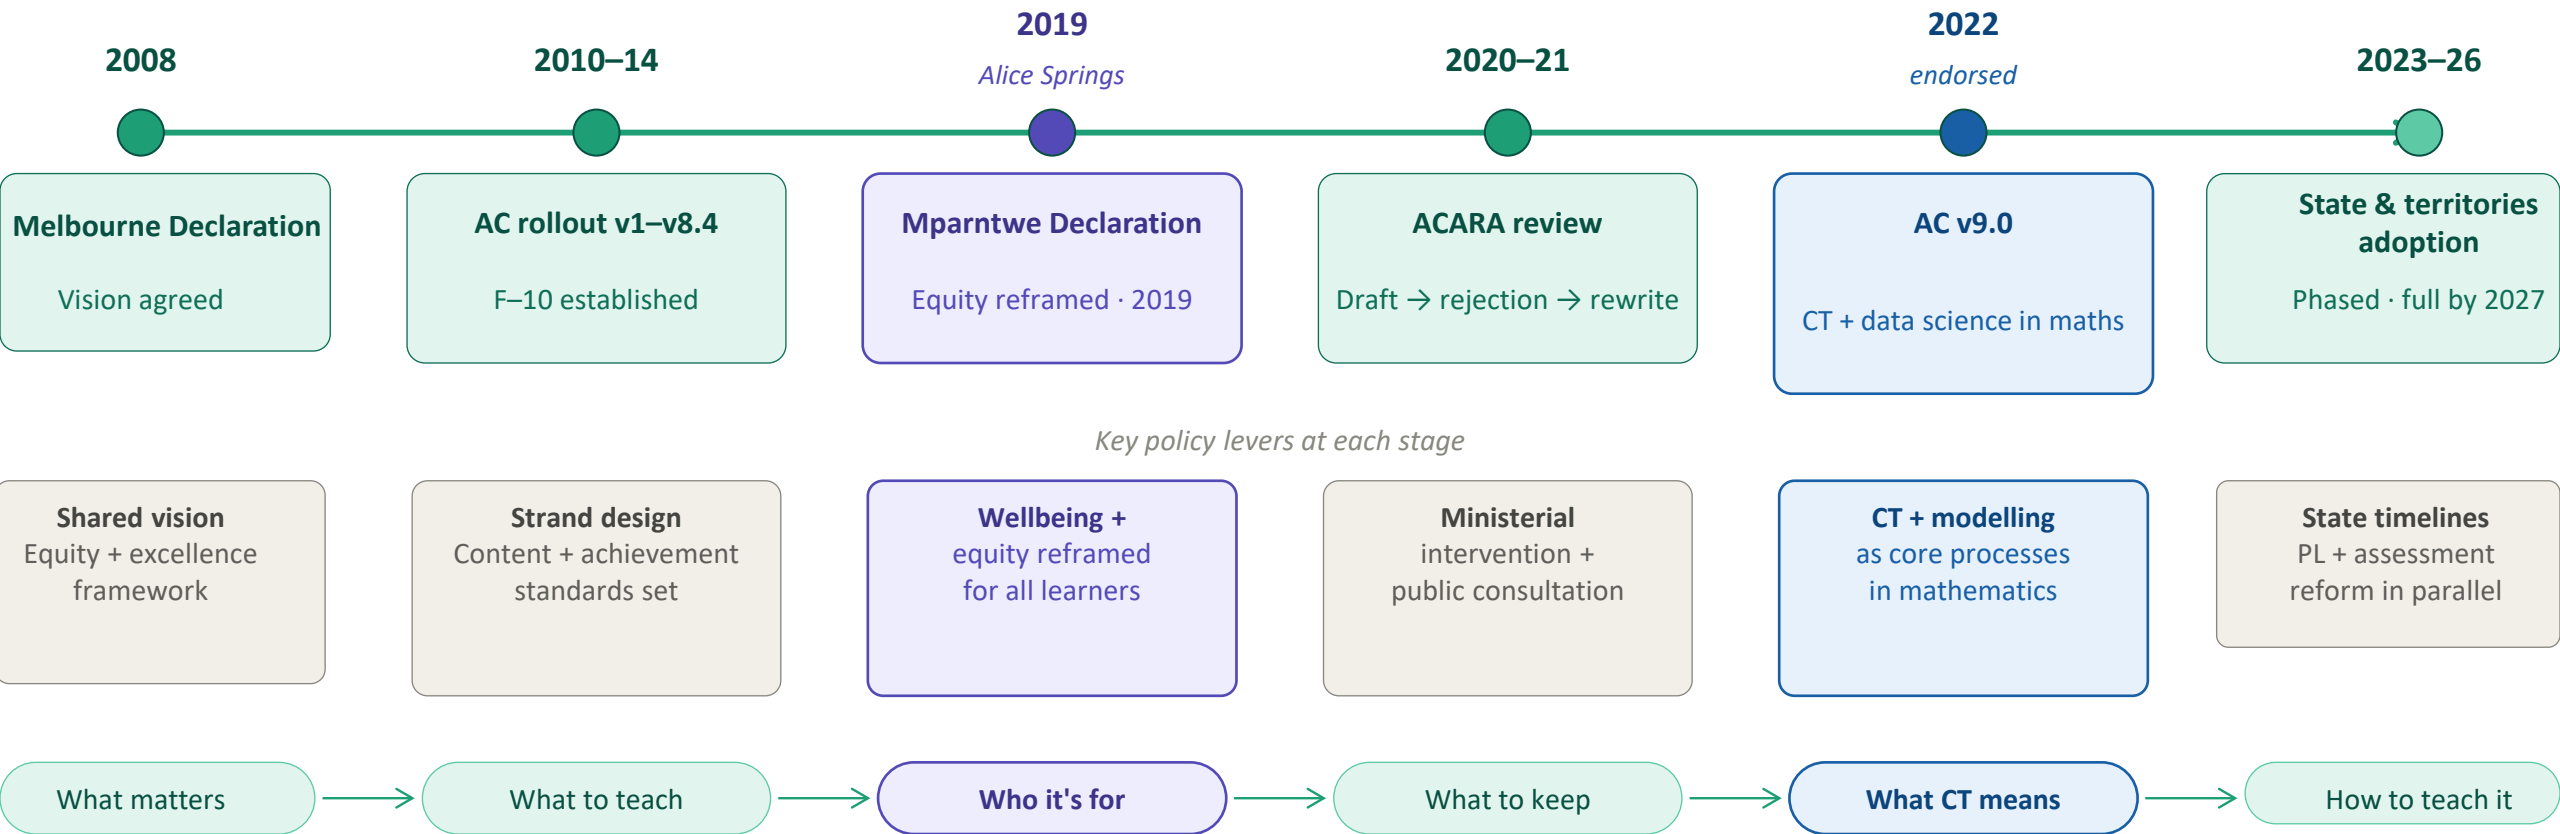 2008
2010–14
2019
Alice Springs
2020–21
2022
endorsed
2023–26
Melbourne Declaration
Vision agreed
AC rollout v1–v8.4
F–10 established
Mparntwe Declaration
Equity reframed · 2019
ACARA review
Draft → rejection → rewrite
AC v9.0
CT + data science in maths
State & territories
adoption
Phased · full by 2027
Key policy levers at each stage
Shared vision
Equity + excellence
framework
Strand design
Content + achievement
standards set
Wellbeing +
equity reframed
for all learners
Ministerial
intervention +
public consultation
CT + modelling
as core processes
in mathematics
State timelines
PL + assessment
reform in parallel
What matters
What to teach
Who it's for
What to keep
What CT means
How to teach it